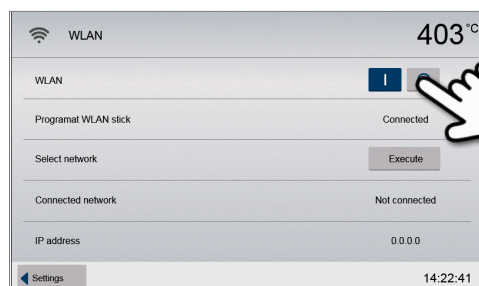 WLAN 403 °C
WLAN I
Programat WLAN stick Connected
Select network Execute
Connected network Not connected
IP address 0.0.0.0
Settings 14:22:41